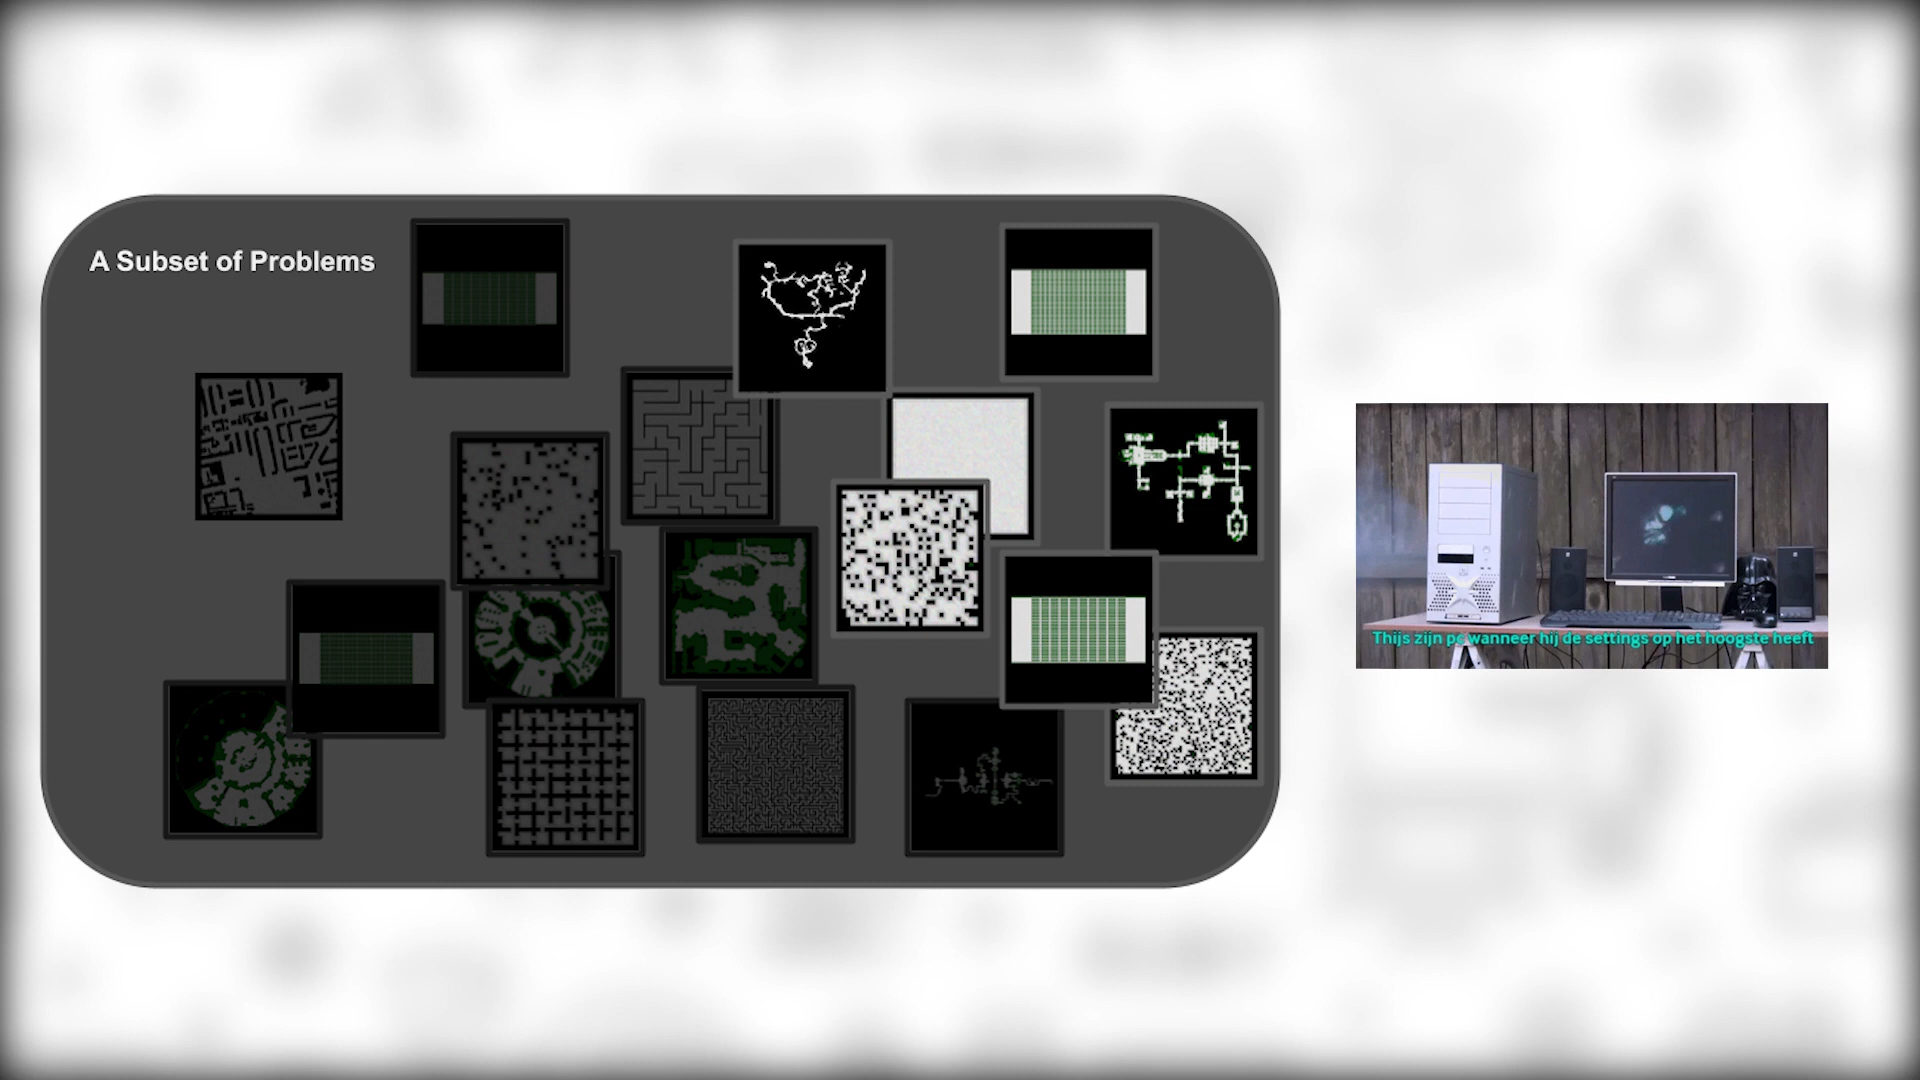 A Subset of Problems
Thijs zijn pc wanneer hij de settings op het hoogste heeft